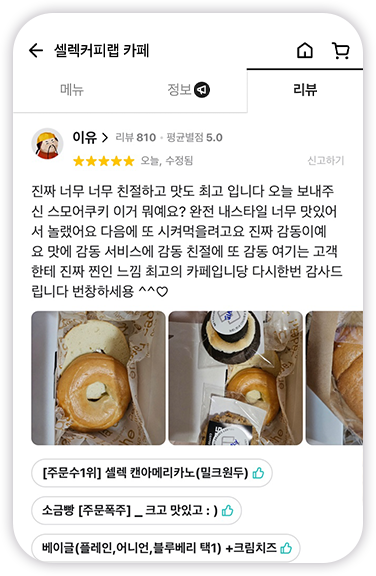 셀렉커피랩 카페
메뉴
정보
리뷰
이유
리뷰 810 · 평균별점 5.0
오늘, 수정됨
신고하기
진짜 너무 너무 친절하고 맛도 최고 입니다 오늘 보내주
신 스모어쿠키 이거 뭐예요? 완전 내스타일 너무 맛있어
서 놀랬어요 다음에 또 시켜먹을려고요 진짜 감동이예
요 맛에 감동 서비스에 감동 친절에 또 감동 여기는 고객
한테 진짜 찐인 느낌 최고의 카페입니당 다시한번 감사드
립니다 번창하세용 ^^♡
[주문수1위] 셀렉 캔아메리카노(밀크원두)
소금빵 [주문폭주] _ 크고 맛있고 : )
베이글(플레인,어니언,블루베리 택1) +크림치즈